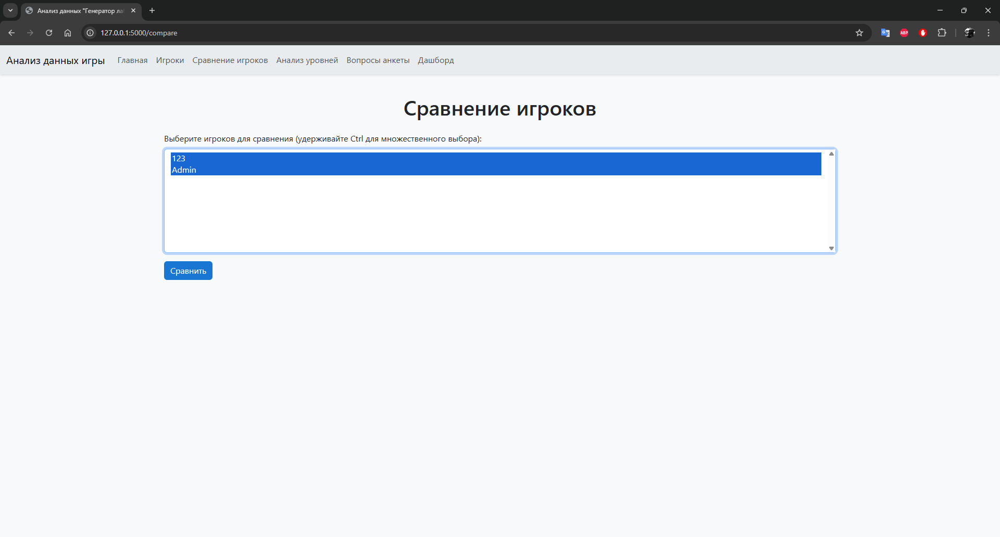 Анализ данных "Генератор ла
127.0.0.1:5000/compare
ABP
Анализ данных игры Главная Игроки Сравнение игроков Анализ уровней Вопросы анкеты Дашборд
Сравнение игроков
Выберите игроков для сравнения (удерживайте Ctrl для множественного выбора):
123
Admin
Сравнить